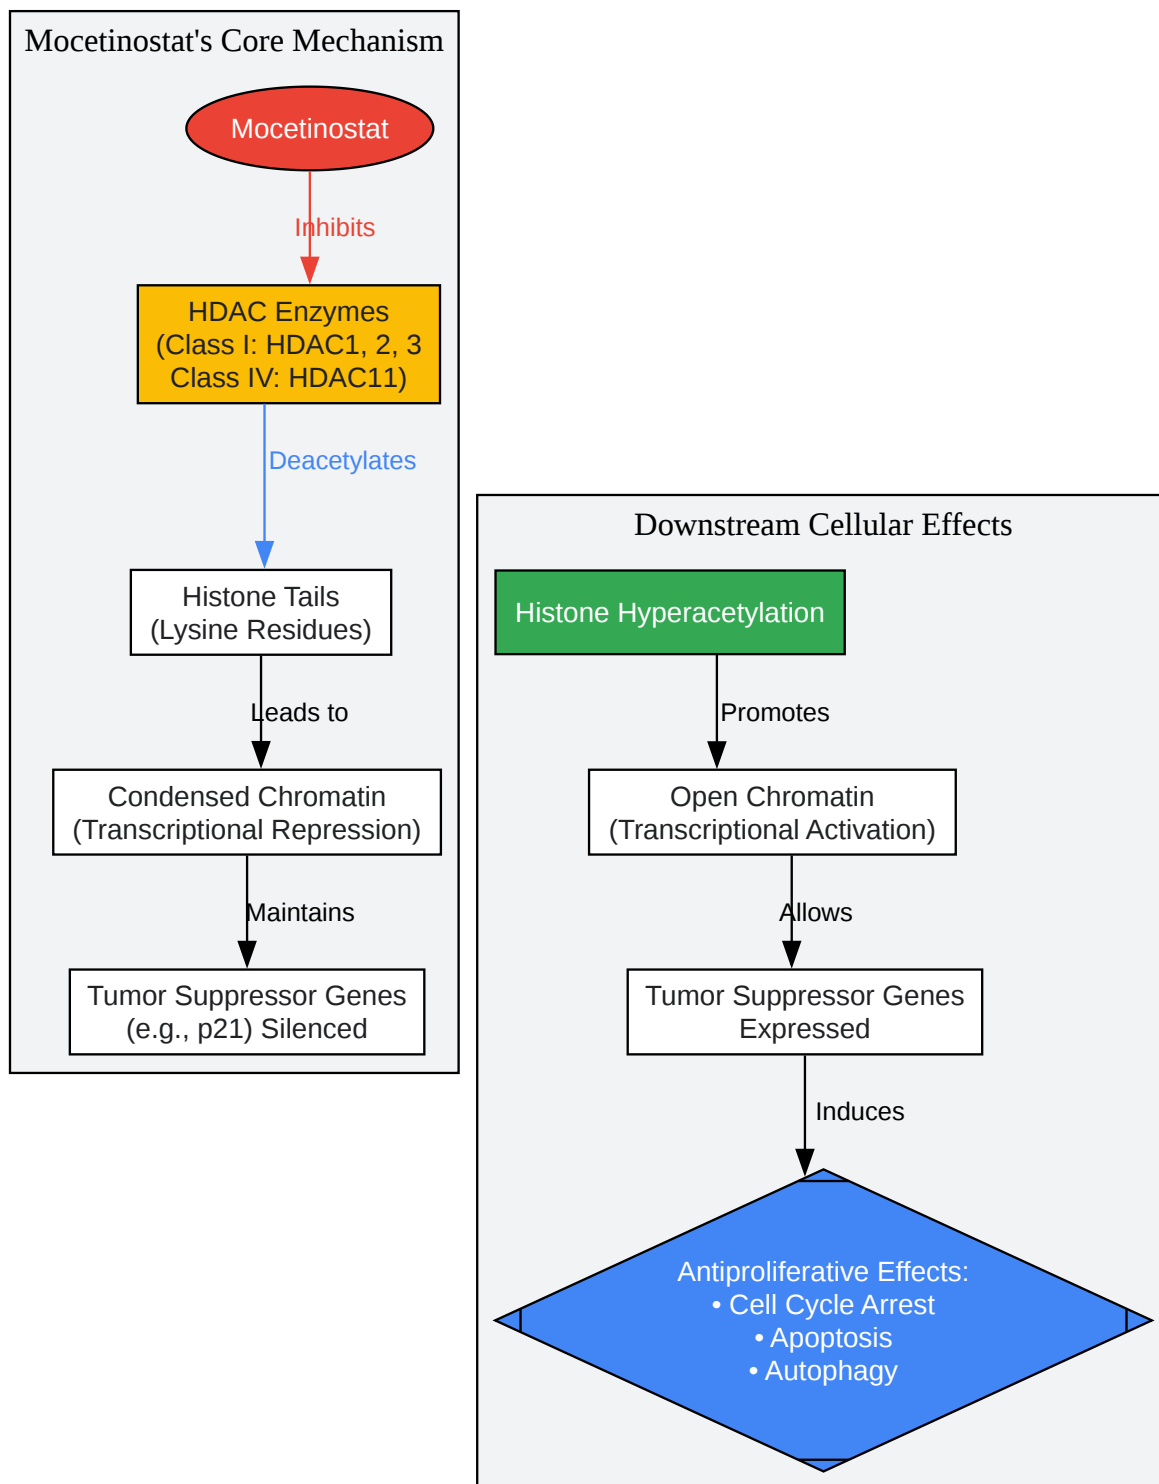 Mocetinostat's Core Mechanism
Mocetinostat
Inhibits
HDAC Enzymes
(Class I: HDAC1, 2, 3
Class IV: HDAC11)
Deacetylates
Histone Tails
(Lysine Residues)
Leads to
Condensed Chromatin
(Transcriptional Repression)
Maintains
Tumor Suppressor Genes
(e.g., p21) Silenced
Downstream Cellular Effects
Histone Hyperacetylation
Promotes
Open Chromatin
(Transcriptional Activation)
Allows
Tumor Suppressor Genes
Expressed
Induces
Antiproliferative Effects:
• Cell Cycle Arrest
• Apoptosis
• Autophagy